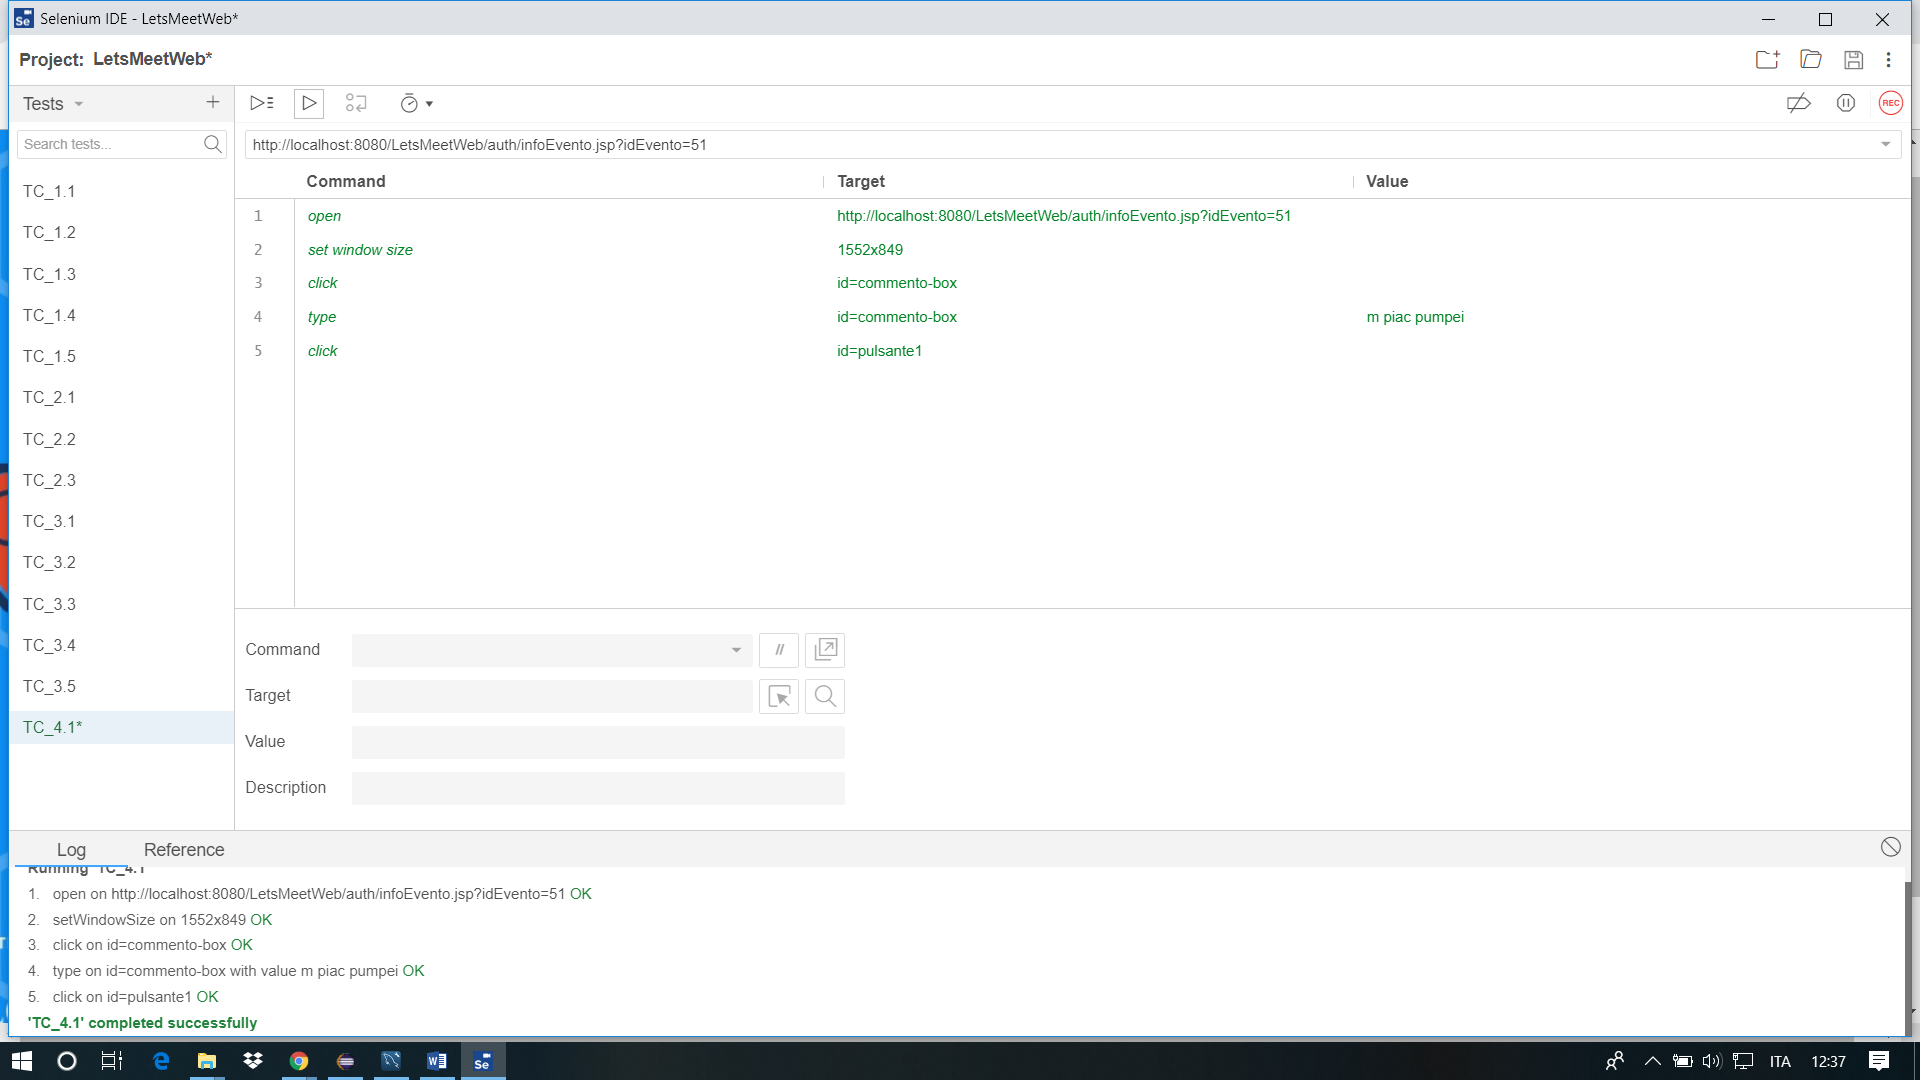 Selenium IDE - LetsMeetWeb*
Project: LetsMeetWeb*
Tests
Search tests...
TC_1.1
TC_1.2
TC_1.3
TC_1.4
TC_1.5
TC_2.1
TC_2.2
TC_2.3
TC_3.1
TC_3.2
TC_3.3
TC_3.4
TC_3.5
TC_4.1*
REC
http://localhost:8080/LetsMeetWeb/auth/infoEvento.jsp?idEvento=51
Command Target Value
1 open http://localhost:8080/LetsMeetWeb/auth/infoEvento.jsp?idEvento=51
2 set window size 1552x849
3 click id=commento-box
4 type id=commento-box m piac pumpei
5 click id=pulsante1
Command //
Target
Value
Description
Log Reference
Running 'TC_4.1'
1. open on http://localhost:8080/LetsMeetWeb/auth/infoEvento.jsp?idEvento=51 OK
2. setWindowSize on 1552x849 OK
3. click on id=commento-box OK
4. type on id=commento-box with value m piac pumpei OK
5. click on id=pulsante1 OK
'TC_4.1' completed successfully
Se ITA 12:37